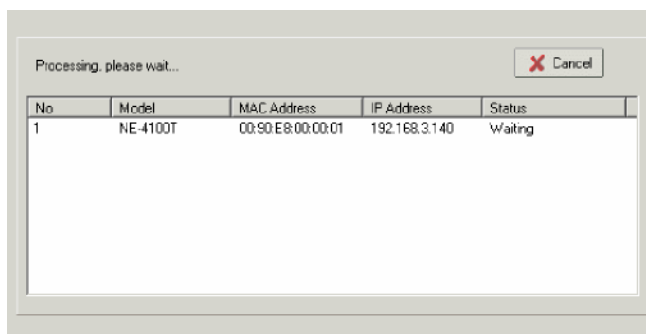 Processing, please wait...
Cancel
No Model MAC Address IP Address Status
1 NE-4100T 00:90:E8:00:00:01 192.168.3.140 Waiting